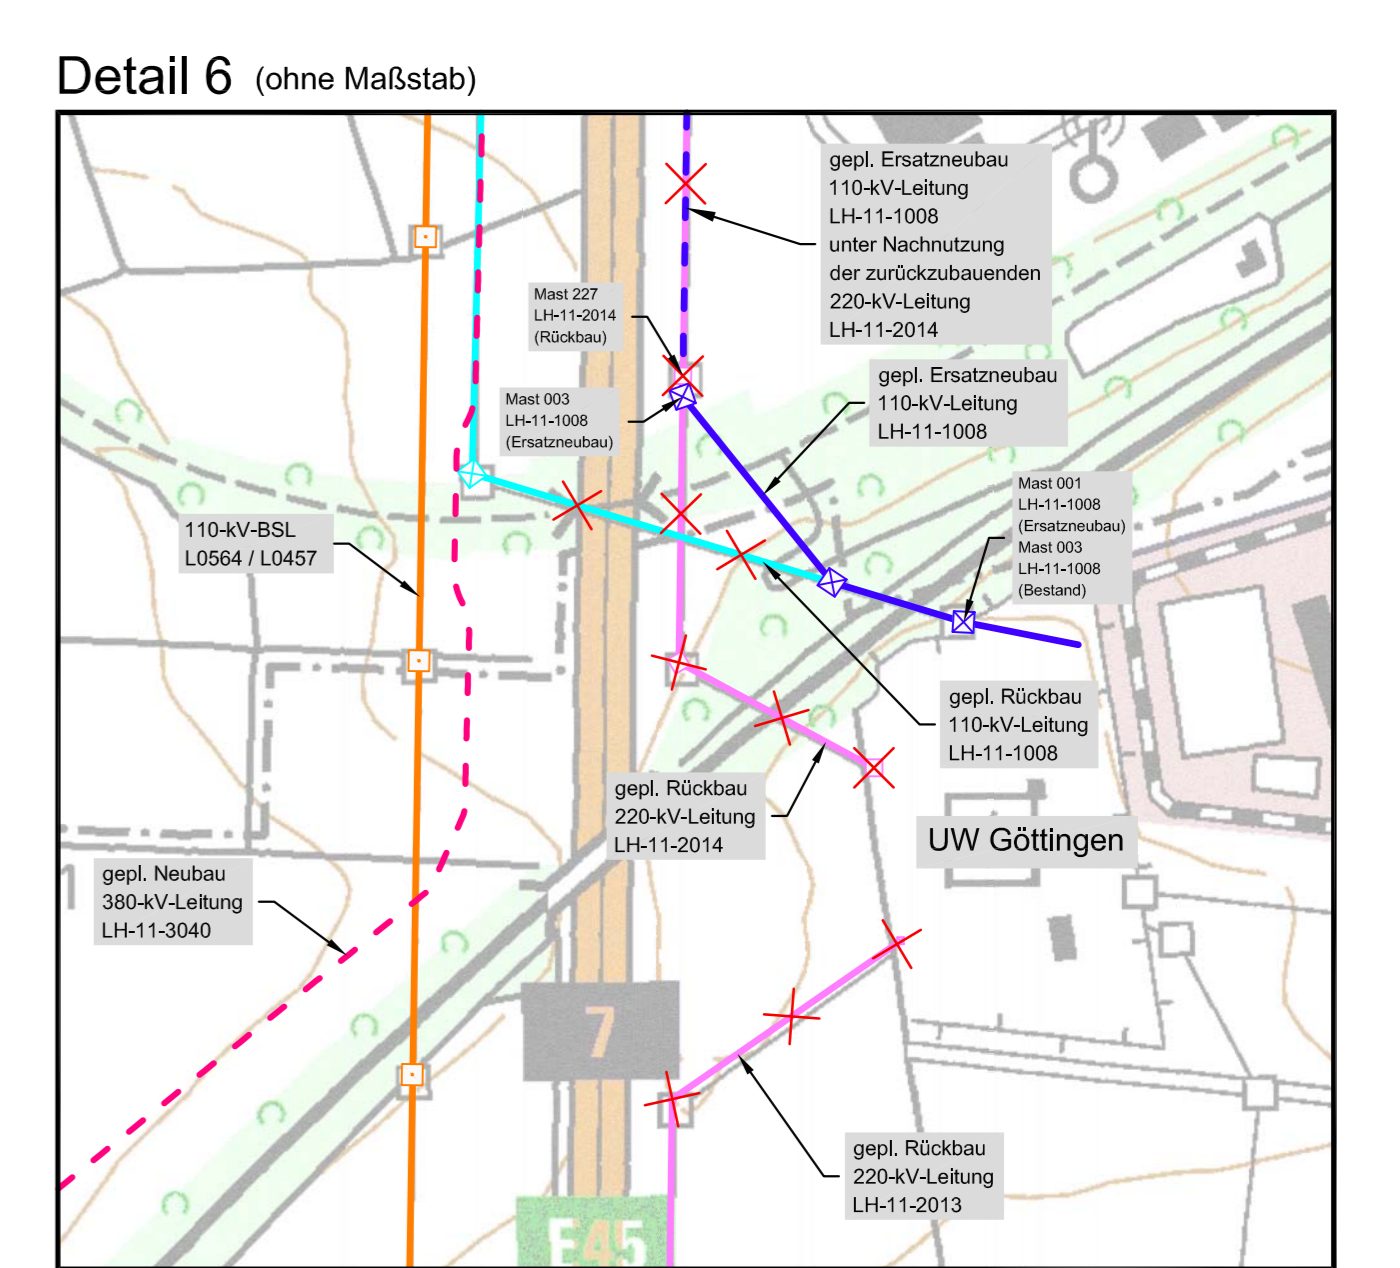 Detail 6 (ohne Maßstab)
gepl. Ersatzneubau
110-kV-Leitung
LH-11-1008
unter Nachnutzung
der zurückzubauenden
220-kV-Leitung
LH-11-2014
Mast 227
LH-11-2014
(Rückbau)
gepl. Ersatzneubau
110-kV-Leitung
LH-11-1008
Mast 003
LH-11-1008
(Ersatzneubau)
Mast 001
LH-11-1008
(Ersatzneubau)
Mast 003
LH-11-1008
(Bestand)
110-kV-BSL
L0564 / L0457
gepl. Rückbau
110-kV-Leitung
LH-11-1008
gepl. Rückbau
220-kV-Leitung
LH-11-2014
UW Göttingen
gepl. Neubau
380-kV-Leitung
LH-11-3040
7
gepl. Rückbau
220-kV-Leitung
LH-11-2013
E45